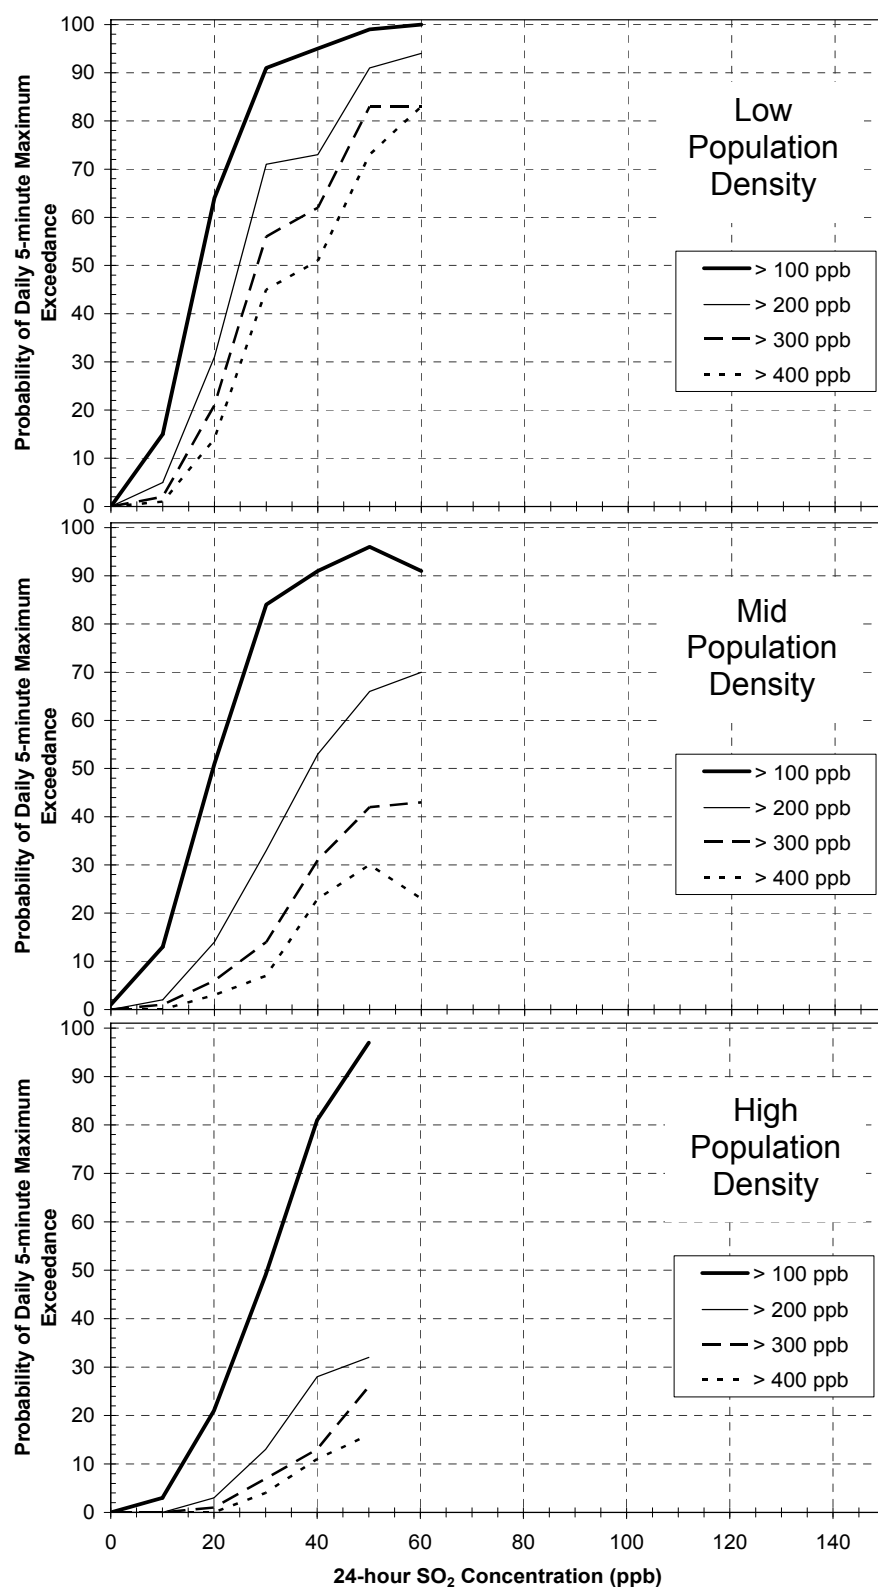 100
90
80
70
60
50
40
30
20
10
0
Probability of Daily 5-minute Maximum
Exceedance
Low
Population
Density
> 100 ppb
> 200 ppb
> 300 ppb
> 400 ppb
100
90
80
70
60
50
40
30
20
10
0
Probability of Daily 5-minute Maximum
Exceedance
Mid
Population
Density
> 100 ppb
> 200 ppb
> 300 ppb
> 400 ppb
100
90
80
70
60
50
40
30
20
10
0
Probability of Daily 5-minute Maximum
Exceedance
High
Population
Density
> 100 ppb
> 200 ppb
> 300 ppb
> 400 ppb
0 20 40 60 80 100 120 140
24-hour SO₂ Concentration (ppb)